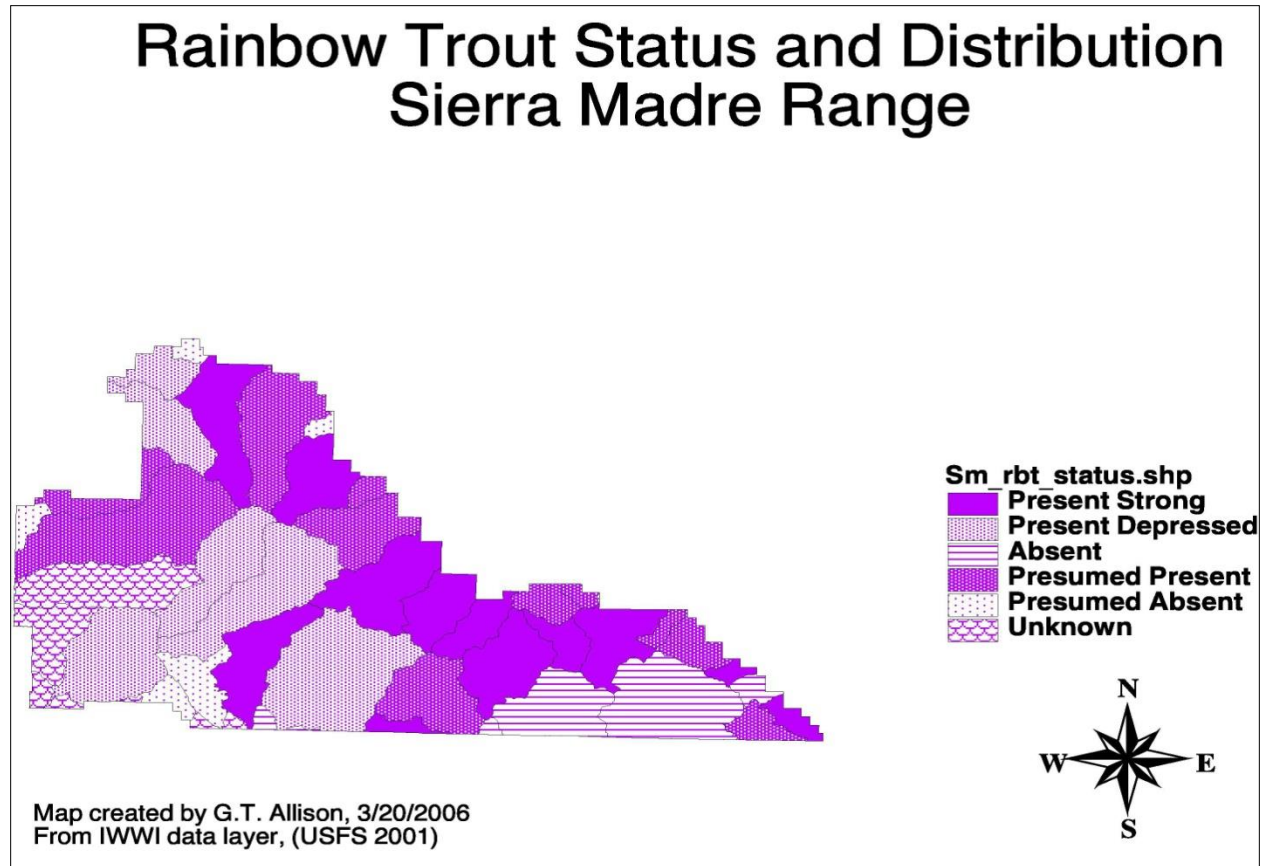 Rainbow Trout Status and Distribution
Sierra Madre Range
Sm_rbt_status.shp
Present Strong
Present Depressed
Absent
Presumed Present
Presumed Absent
Unknown
N
W E
S
Map created by G.T. Allison, 3/20/2006
From IWWI data layer, (USFS 2001)